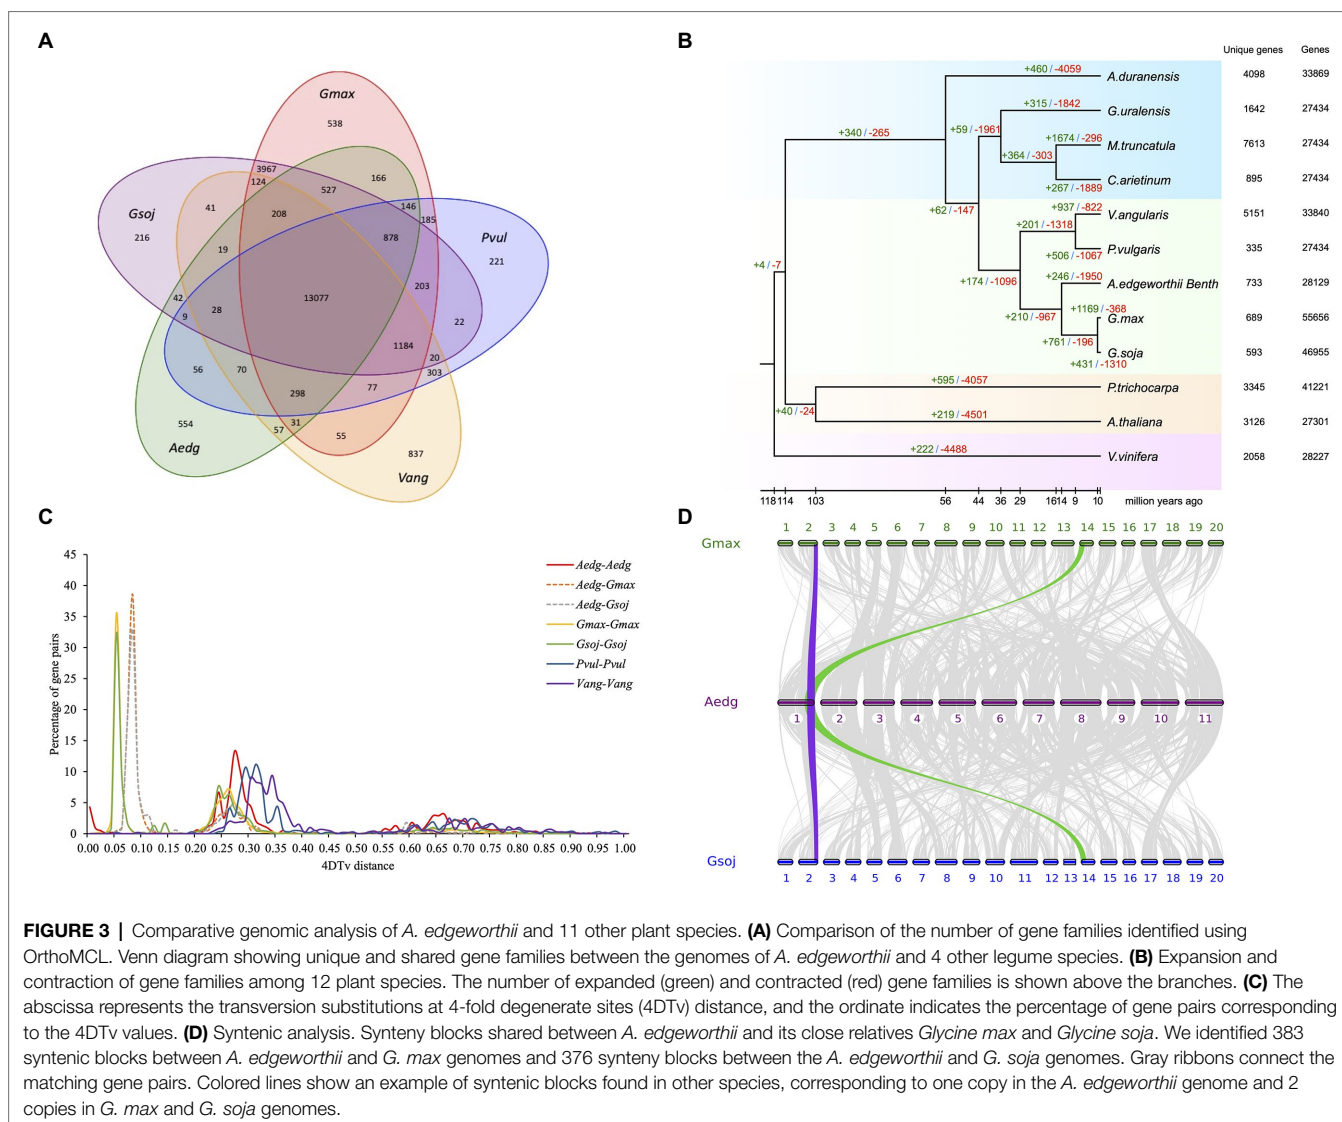 A
Gmax
538
3967
124
527
166
146
185
Gsoj
216
41
208
878
Pvul
221
19
203
42
9
28
13077
22
1184
20
303
56
70
298
77
554
57
31
55
837
Aedg
Vang
B
Unique genes Genes
+460 / -4059 A.duranensis 4098 33869
+315 / -1842 G.uralensis 1642 27434
+340 / -265 +59 / -1961
+1674 / -296 M.truncatula 7613 27434
+364 / -303
+267 / -1889 C.arietinum 895 27434
+62 / -147
+937 / -822 V.angularis 5151 33840
+201 / -1318
+506 / -1067 P.vulgaris 335 27434
+4 / -7
+174 / -1096
+246 / -1950 A.edgeworthii Benth 733 28129
+210 / -967
+1169 / -368
G.max 689 55656
+761 / -196
G.soja 593 46955
+431 / -1310
+595 / -4057 P.trichocarpa 3345 41221
+40 / -24
+219 / -4501 A.thaliana 3126 27301
+222 / -4488 V.vinifera 2058 28227
118 114 103 56 44 36 29 16 14 9 10 million years ago
C
Percentage of gene pairs
45
40
35
30
25
20
15
10
5
0
0.00 0.05 0.10 0.15 0.20 0.25 0.30 0.35 0.40 0.45 0.50 0.55 0.60 0.65 0.70 0.75 0.80 0.85 0.90 0.95 1.00
4DTv distance
Aedg-Aedg
Aedg-Gmax
Aedg-Gsoj
Gmax-Gmax
Gsoj-Gsoj
Pvul-Pvul
Vang-Vang
D
1 2 3 4 5 6 7 8 9 10 11 12 13 14 15 16 17 18 19 20
Gmax
Aedg
1 2 3 4 5 6 7 8 9 10 11
Gsoj
1 2 3 4 5 6 7 8 9 10 11 12 13 14 15 16 17 18 19 20
FIGURE 3 | Comparative genomic analysis of A. edgeworthii and 11 other plant species. (A) Comparison of the number of gene families identified using
OrthoMCL. Venn diagram showing unique and shared gene families between the genomes of A. edgeworthii and 4 other legume species. (B) Expansion and
contraction of gene families among 12 plant species. The number of expanded (green) and contracted (red) gene families is shown above the branches. (C) The
abscissa represents the transversion substitutions at 4-fold degenerate sites (4DTv) distance, and the ordinate indicates the percentage of gene pairs corresponding
to the 4DTv values. (D) Syntenic analysis. Synteny blocks shared between A. edgeworthii and its close relatives Glycine max and Glycine soja. We identified 383
syntenic blocks between A. edgeworthii and G. max genomes and 376 synteny blocks between the A. edgeworthii and G. soja genomes. Gray ribbons connect the
matching gene pairs. Colored lines show an example of syntenic blocks found in other species, corresponding to one copy in the A. edgeworthii genome and 2
copies in G. max and G. soja genomes.